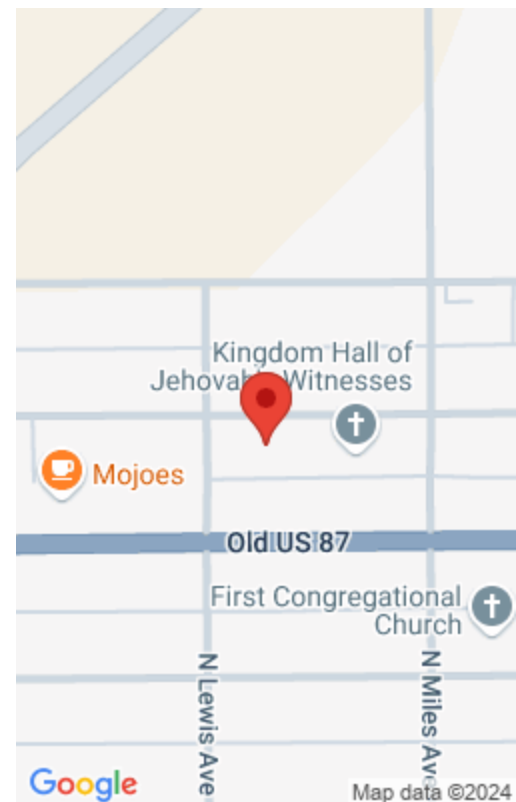 Kingdom Hall of
Jehovah's Witnesses
Mojoes
Old US 87
First Congregational
Church
N Lewis Ave
N Miles Ave
Google
Map data ©2024